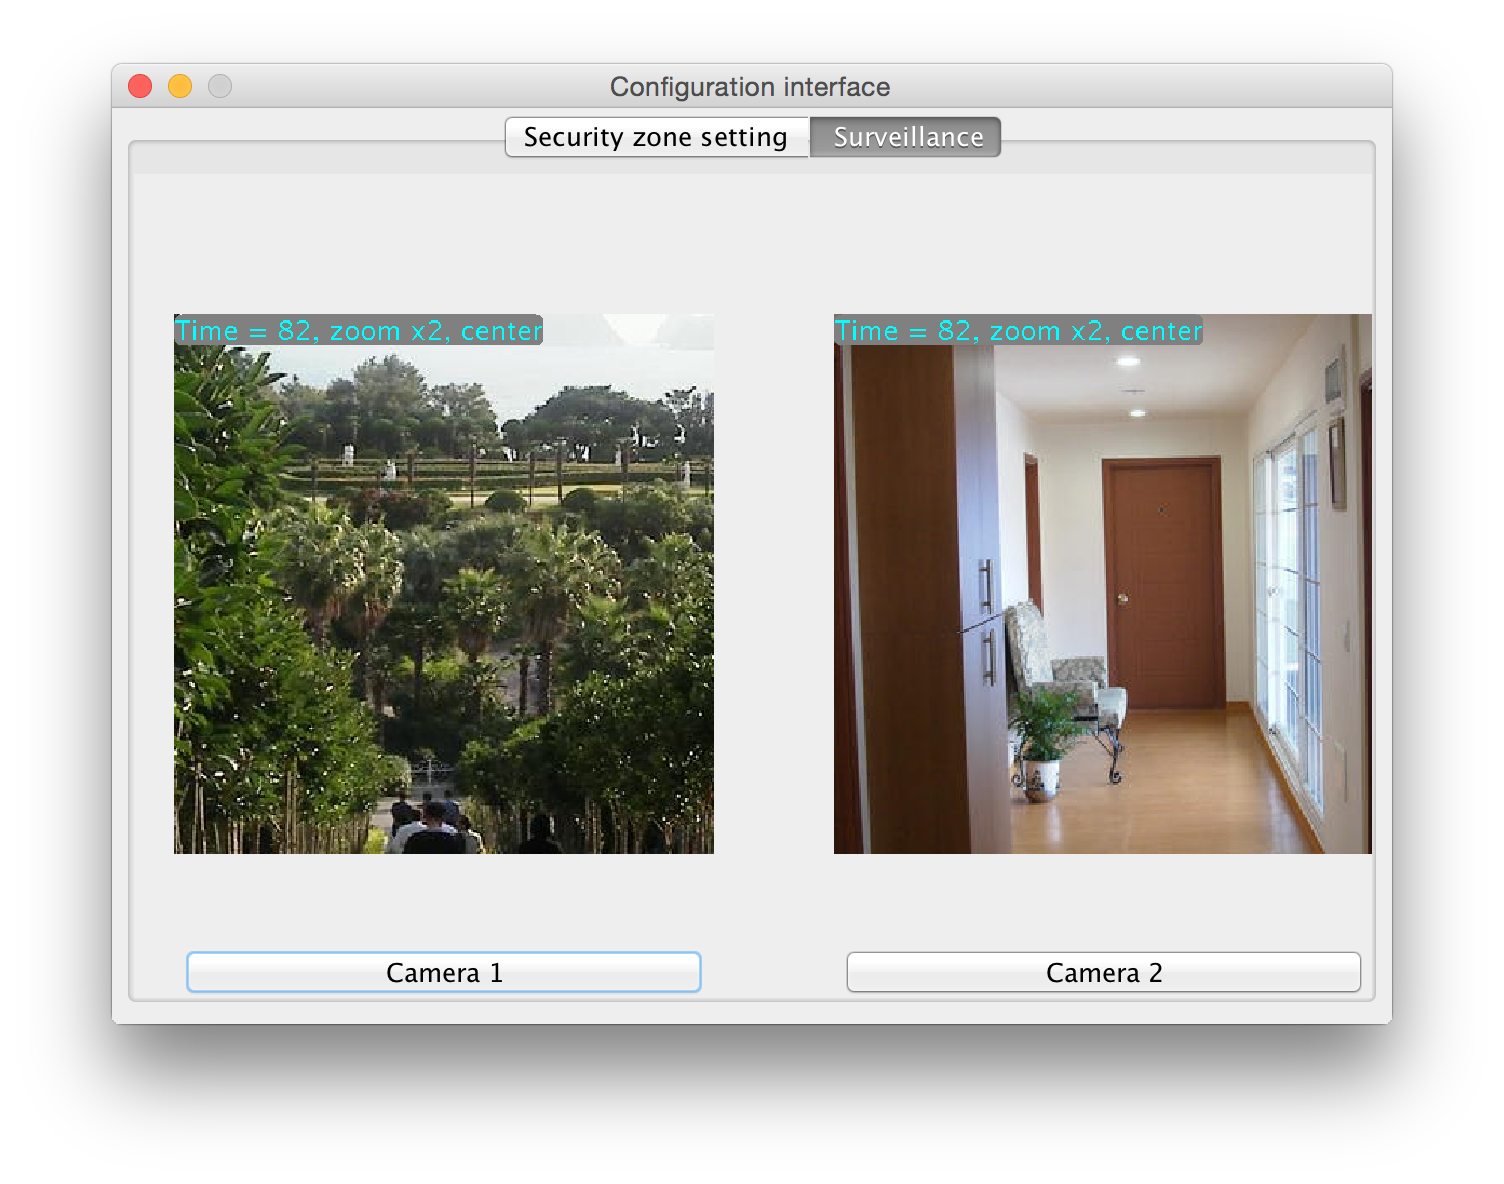 Configuration interface
Security zone setting
Surveillance
Time = 82, zoom x2, center
Time = 82, zoom x2, center
Camera 1
Camera 2